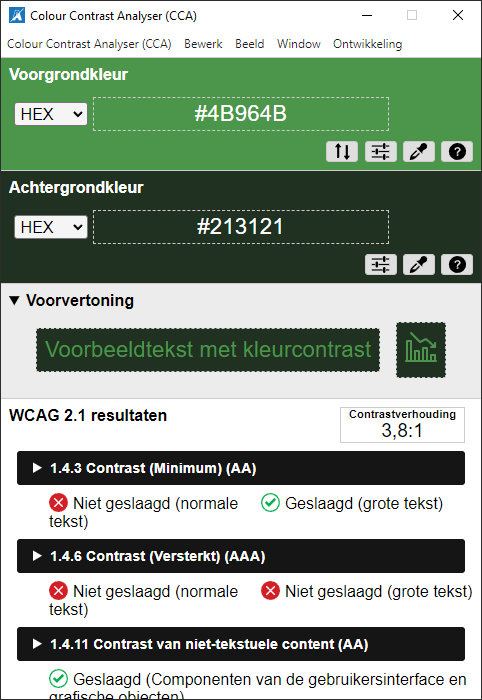 Colour Contrast Analyser (CCA)
Colour Contrast Analyser (CCA) Bewerk Beeld Window Ontwikkeling
Voorgrondkleur
HEX #4B964B
Achtergrondkleur
HEX #213121
Voorvertoning
Voorbeeldtekst met kleurcontrast
WCAG 2.1 resultaten
Contrastverhouding
3,8:1
1.4.3 Contrast (Minimum) (AA)
Niet geslaagd (normale Geslaagd (grote tekst)
tekst)
1.4.6 Contrast (Versterkt) (AAA)
Niet geslaagd (normale Niet geslaagd (grote tekst)
tekst)
1.4.11 Contrast van niet-tekstuele content (AA)
Geslaagd (Componenten van de gebruikersinterface en
grafische objecten)